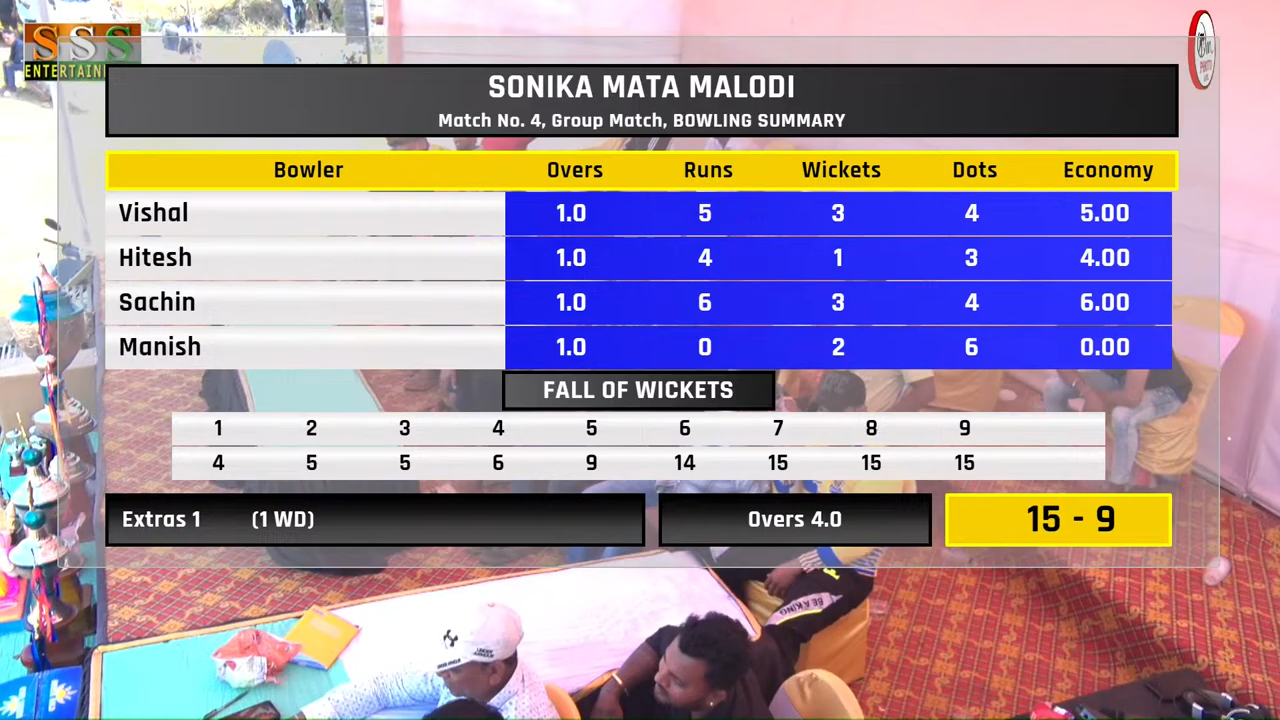 SSS
ENTERTAIN
SONIKA MATA MALODI
Match No. 4, Group Match, BOWLING SUMMARY
Bowler Overs Runs Wickets Dots Economy
Vishal 1.0 5 3 4 5.00
Hitesh 1.0 4 1 3 4.00
Sachin 1.0 6 3 4 6.00
Manish 1.0 0 2 6 0.00
FALL OF WICKETS
1 2 3 4 5 6 7 8 9
4 5 5 6 9 14 15 15 15
Extras 1 (1 WD) Overs 4.0 15 - 9